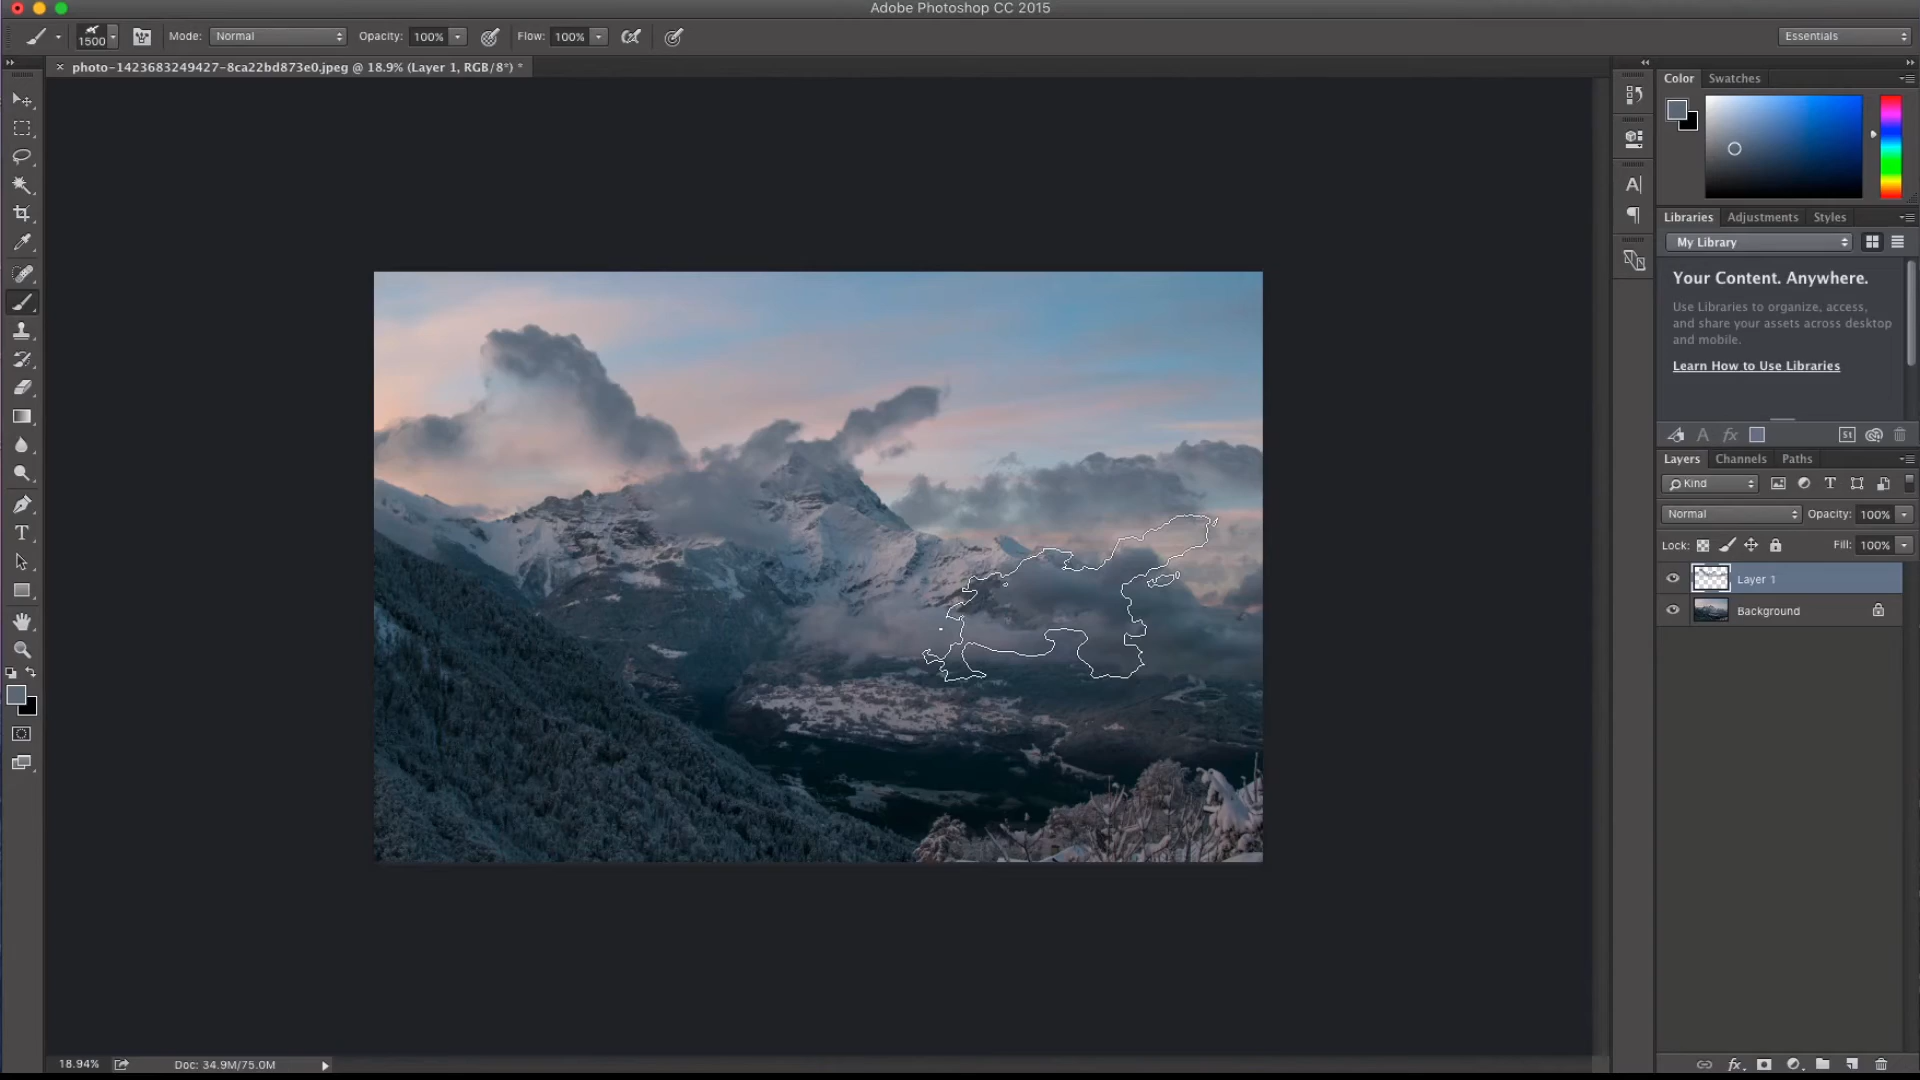 Adobe Photoshop CC 2015
1500 Mode: Normal Opacity: 100% Flow: 100% Essentials
× photo-1423683249427-8ca22bd873e0.jpeg @ 18.9% (Layer 1, RGB/8*) *
Color Swatches
Libraries Adjustments Styles
My Library
Your Content. Anywhere.
Use Libraries to organize, access,
and share your assets across desktop
and mobile.
Learn How to Use Libraries
A fx St
Layers Channels Paths
Kind T
Normal Opacity: 100%
Lock: Fill: 100%
Layer 1
Background
T
A
18.94% Doc: 34.9M/75.0M
fx